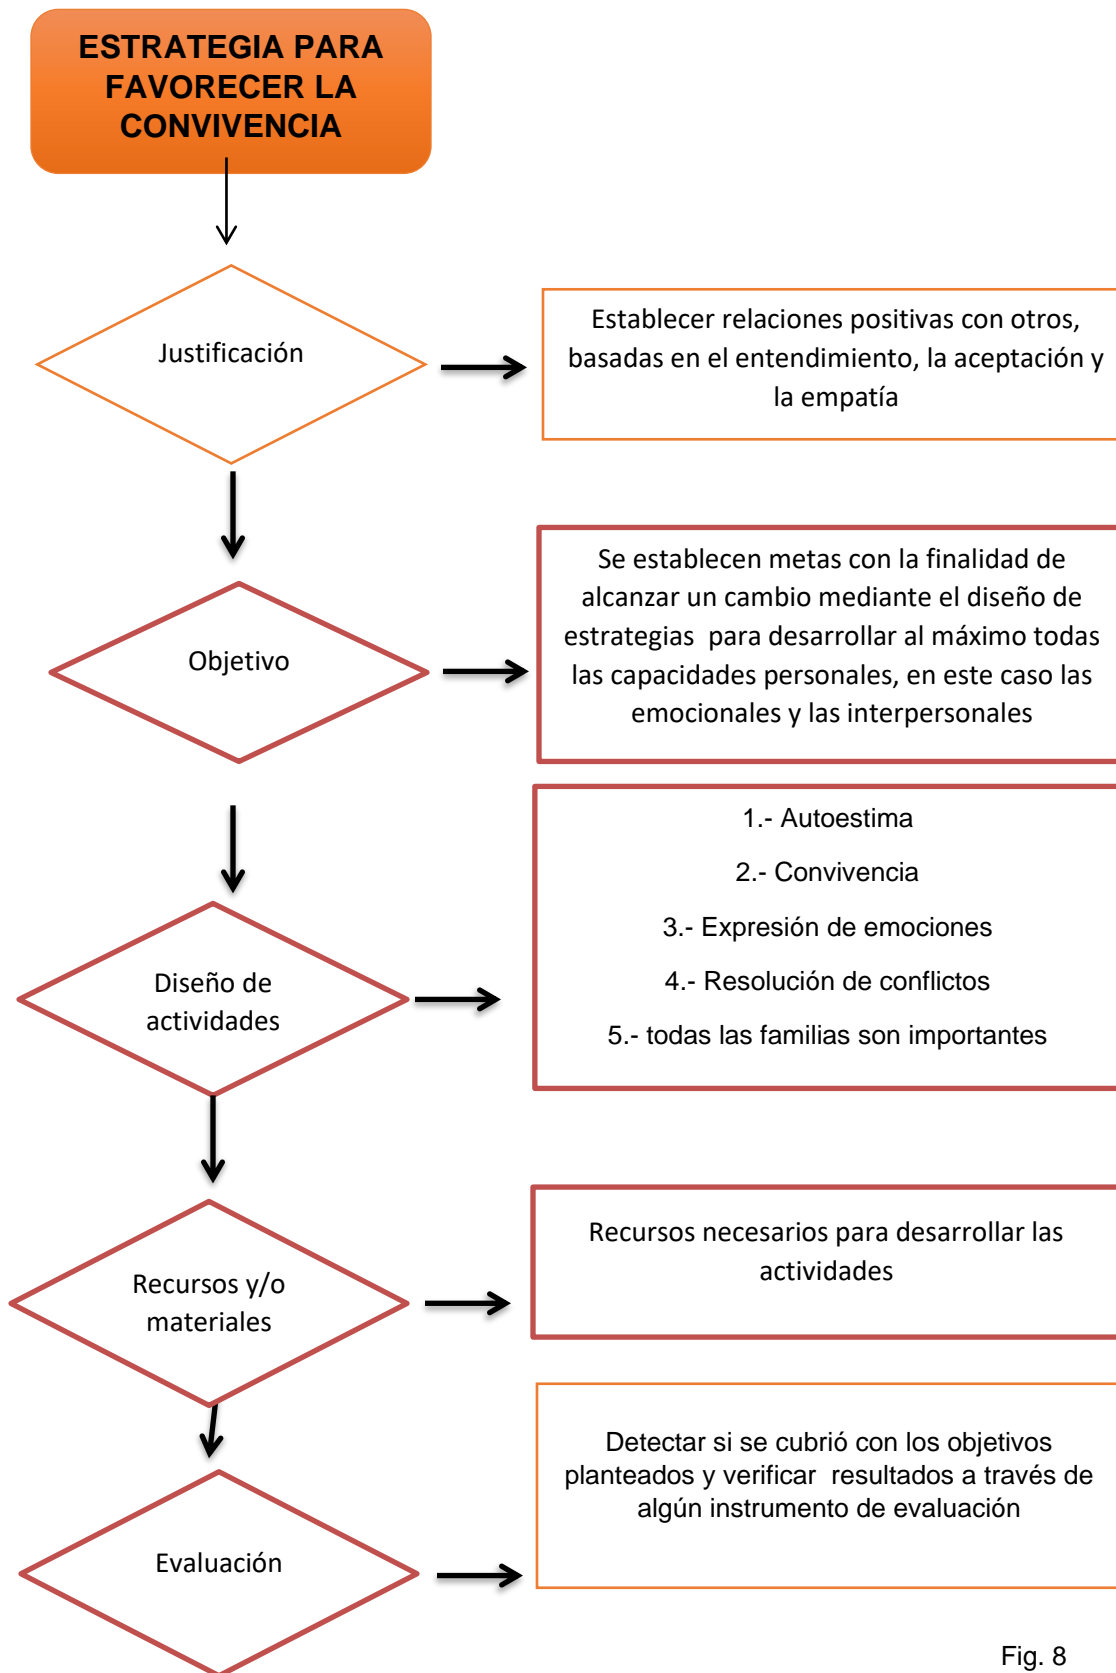 ESTRATEGIA PARA
FAVORECER LA
CONVIVENCIA
Justificación
Establecer relaciones positivas con otros,
basadas en el entendimiento, la aceptación y
la empatía
Objetivo
Se establecen metas con la finalidad de
alcanzar un cambio mediante el diseño de
estrategias  para desarrollar al máximo todas
las capacidades personales, en este caso las
emocionales y las interpersonales
Diseño de
actividades
1.- Autoestima
2.- Convivencia
3.- Expresión de emociones
4.- Resolución de conflictos
5.- todas las familias son importantes
Recursos y/o
materiales
Recursos necesarios para desarrollar las
actividades
Evaluación
Detectar si se cubrió con los objetivos
planteados y verificar  resultados a través de
algún instrumento de evaluación
Fig. 8